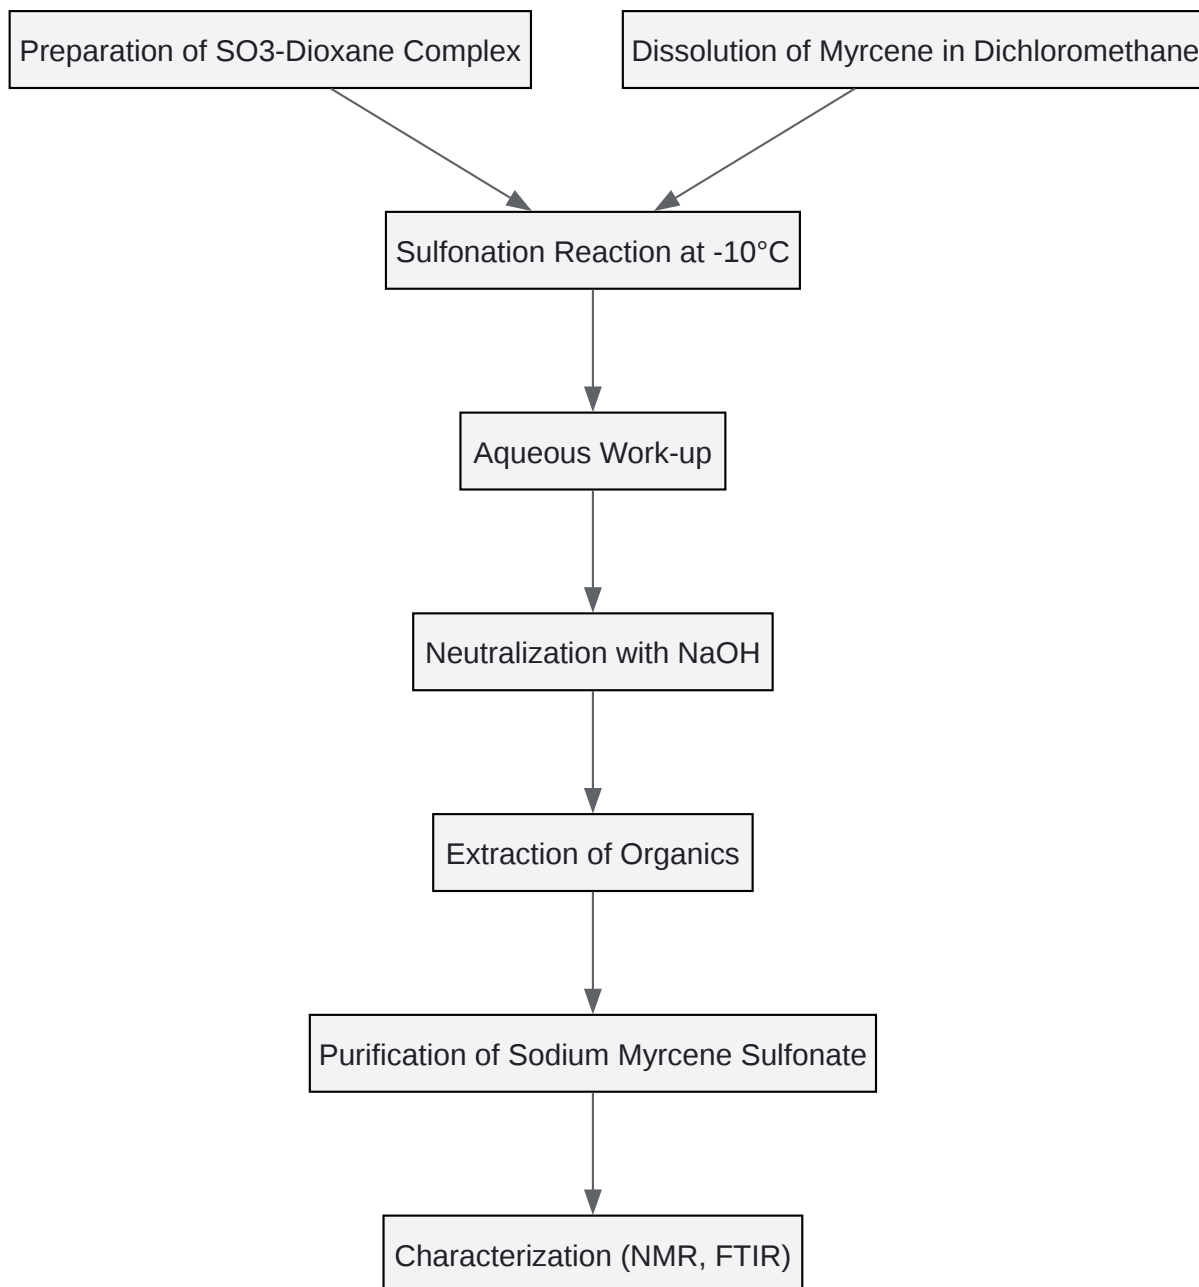 Preparation of SO3-Dioxane Complex
Dissolution of Myrcene in Dichloromethane
Sulfonation Reaction at -10°C
Aqueous Work-up
Neutralization with NaOH
Extraction of Organics
Purification of Sodium Myrcene Sulfonate
Characterization (NMR, FTIR)